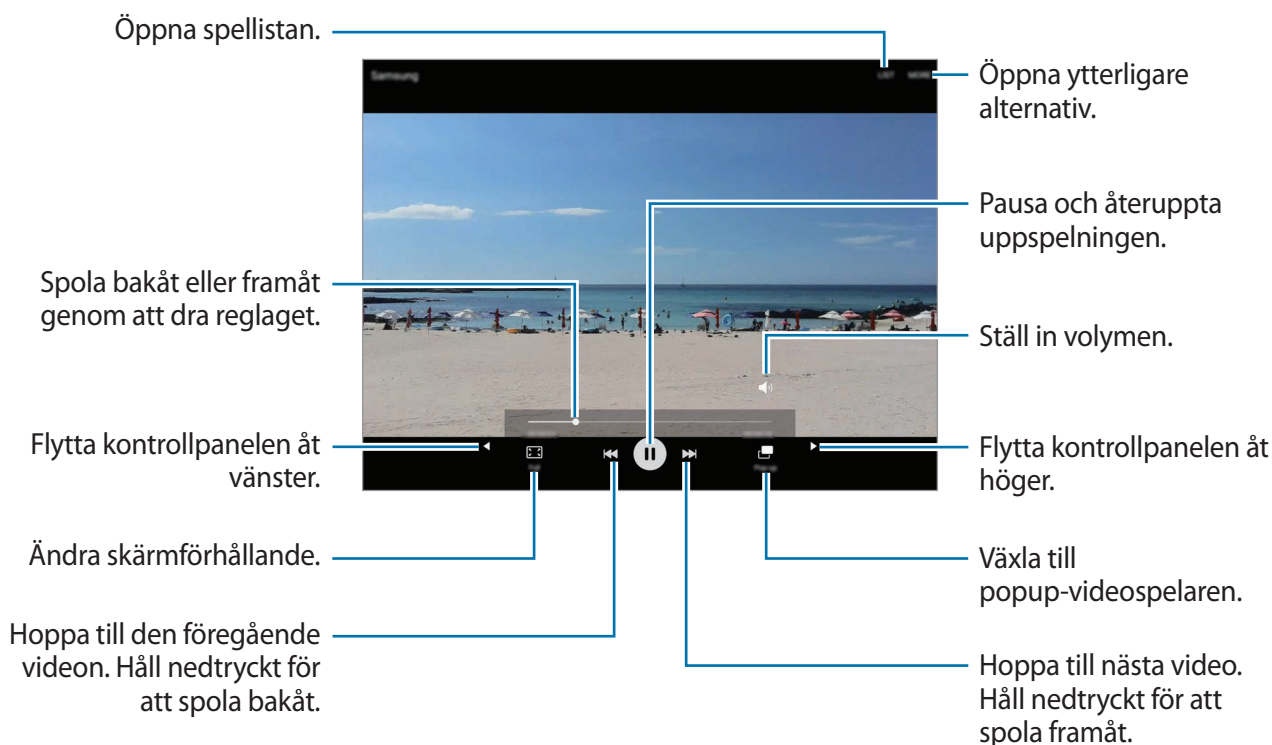 Öppna spellistan.
Samsung
LIST
MORE
Öppna ytterligare
alternativ.
Pausa och återuppta
uppspelningen.
Spola bakåt eller framåt
genom att dra reglaget.
Ställ in volymen.
Flytta kontrollpanelen åt
vänster.
Full
Pop-up
Flytta kontrollpanelen åt
höger.
Ändra skärmförhållande.
Växla till
popup-videospelaren.
Hoppa till den föregående
videon. Håll nedtryckt för
att spola bakåt.
Hoppa till nästa video.
Håll nedtryckt för att
spola framåt.